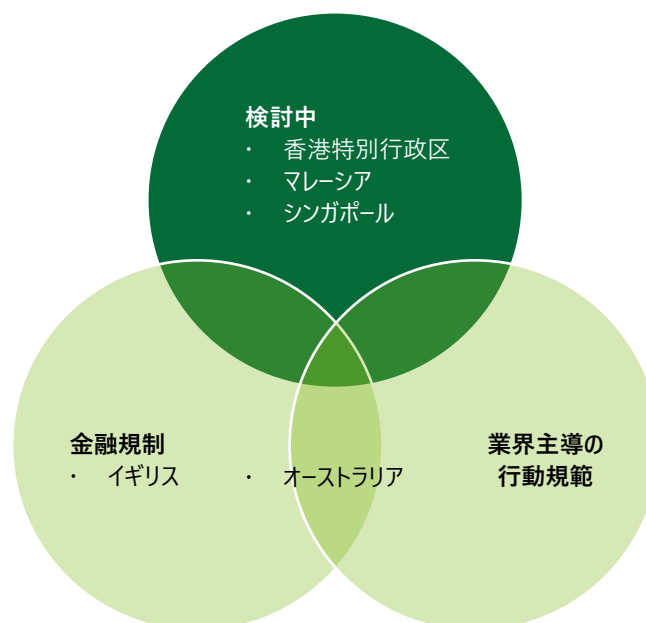 検討中
・ 香港特別行政区
・ マレーシア
・ シンガポール
金融規制
・ イギリス
・ オーストラリア
業界主導の
行動規範